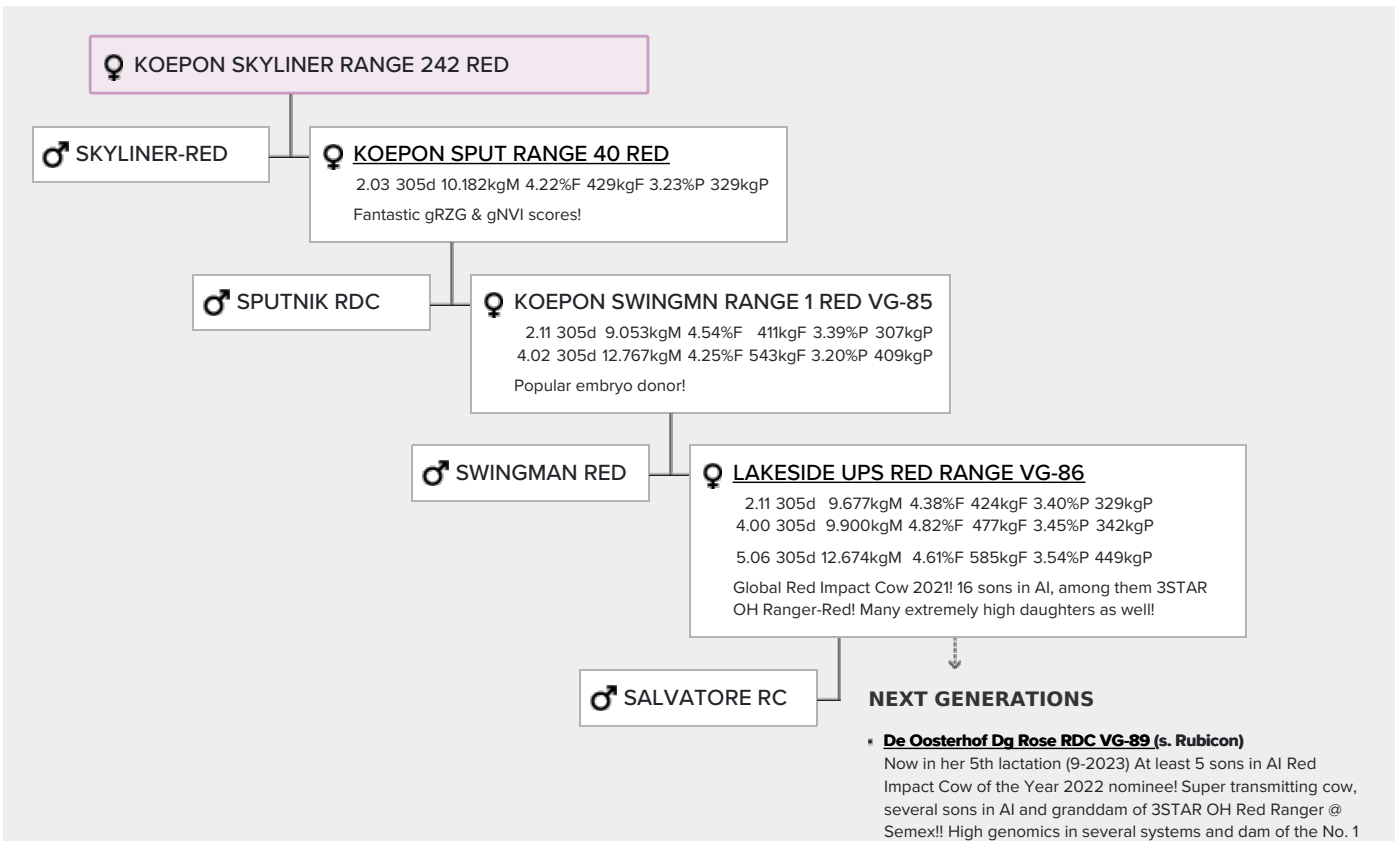 KOEPON SKYLINER RANGE 242 RED
SKYLINER-RED
KOEPON SPUT RANGE 40 RED
2.03 305d 10.182kgM 4.22%F 429kgF 3.23%P 329kgP
Fantastic gRZG & gNVI scores!
SPUTNIK RDC
KOEPON SWINGMN RANGE 1 RED VG-85
2.11 305d 9.053kgM 4.54%F 411kgF 3.39%P 307kgP
4.02 305d 12.767kgM 4.25%F 543kgF 3.20%P 409kgP
Popular embryo donor!
SWINGMAN RED
LAKESIDE UPS RED RANGE VG-86
2.11 305d 9.677kgM 4.38%F 424kgF 3.40%P 329kgP
4.00 305d 9.900kgM 4.82%F 477kgF 3.45%P 342kgP
5.06 305d 12.674kgM 4.61%F 585kgF 3.54%P 449kgP
Global Red Impact Cow 2021! 16 sons in AI, among them 3STAR
OH Ranger-Red! Many extremely high daughters as well!
SALVATORE RC
NEXT GENERATIONS
De Oosterhof Dg Rose RDC VG-89 (s. Rubicon)
Now in her 5th lactation (9-2023) At least 5 sons in AI Red
Impact Cow of the Year 2022 nominee! Super transmitting cow,
several sons in AI and granddam of 3STAR OH Red Ranger @
Semex!! High genomics in several systems and dam of the No. 1